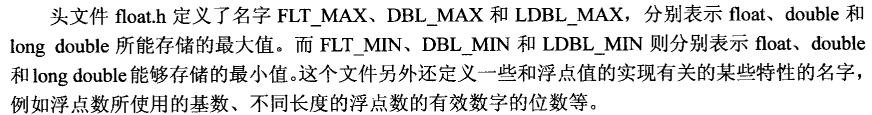 头文件 float.h 定义了名字 FLT_MAX、DBL_MAX 和 LDBL_MAX，分别表示 float、double 和
long double 所能存储的最大值。而 FLT_MIN、DBL_MIN 和 LDBL_MIN 则分别表示 float、double
和 long double 能够存储的最小值。这个文件另外还定义一些和浮点值的实现有关的某些特性的名字，
例如浮点数所使用的基数、不同长度的浮点数的有效数字的位数等。